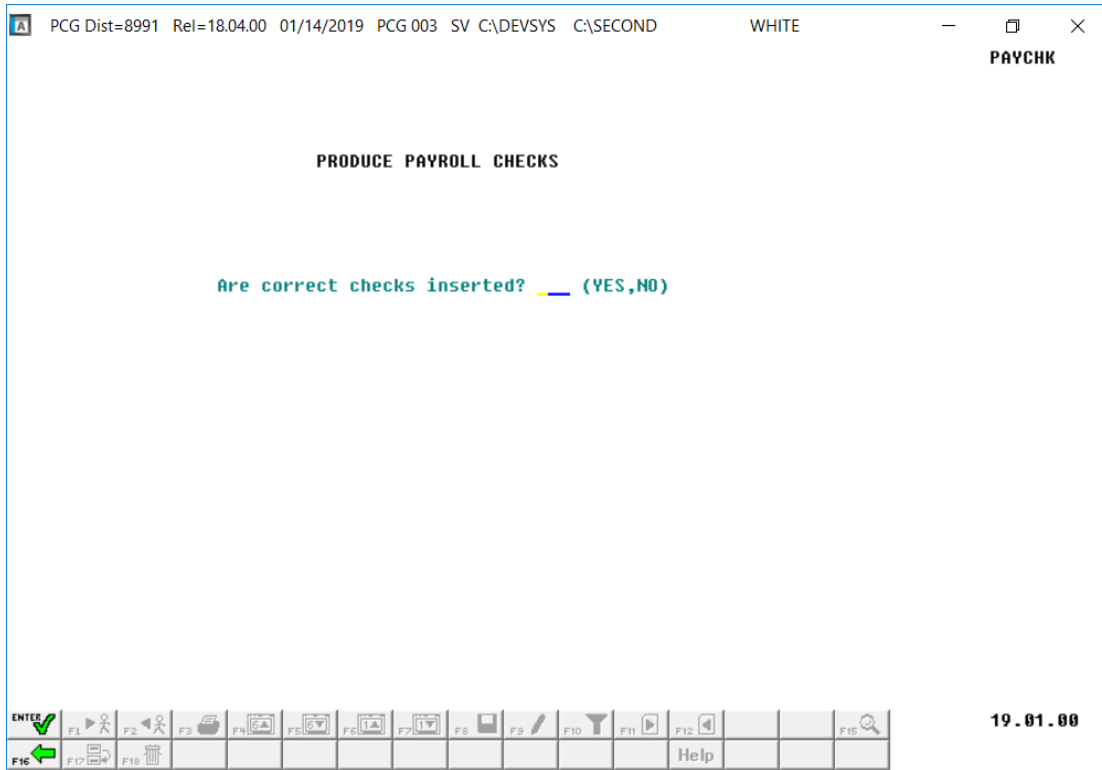 PCG Dist=8991 Rel=18.04.00 01/14/2019 PCG 003 SV C:\DEVSYS C:\SECOND WHITE
PAYCHK
PRODUCE PAYROLL CHECKS
Are correct checks inserted? ___ (YES,NO)
ENTER F1 F2 F3 F4 F5 F6 F7 F8 F9 F10 F11 F12 F15 19.01.00
F16 F17 F18 Help